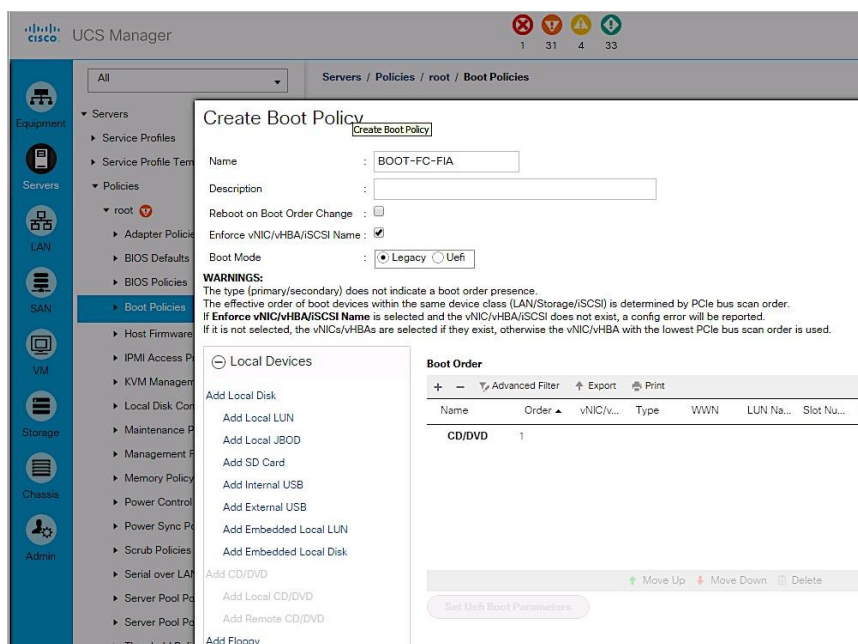 CISCO UCS Manager
1 31 4 33
All
Servers / Policies / root / Boot Policies
Equipment
Servers
LAN
SAN
VM
Storage
Chassis
Admin
Servers
Service Profiles
Service Profile Tem
Policies
root
Adapter Policie
BIOS Defaults
BIOS Policies
Boot Policies
Host Firmware
IPMI Access P
KVM Managem
Local Disk Con
Maintenance P
Management F
Memory Policy
Power Control
Power Sync Po
Scrub Policies
Serial over LAN
Server Pool Po
Server Pool Po
Create Boot Policy
Create Boot Policy
Name : BOOT-FC-FIA
Description :
Reboot on Boot Order Change :
Enforce vNIC/vHBA/iSCSI Name :
Boot Mode : Legacy Uefi
WARNINGS:
The type (primary/secondary) does not indicate a boot order presence.
The effective order of boot devices within the same device class (LAN/Storage/iSCSI) is determined by PCIe bus scan order.
If Enforce vNIC/vHBA/iSCSI Name is selected and the vNIC/vHBA/iSCSI does not exist, a config error will be reported.
If it is not selected, the vNICs/vHBAs are selected if they exist, otherwise the vNIC/vHBA with the lowest PCIe bus scan order is used.
Local Devices
Add Local Disk
Add Local LUN
Add Local JBOD
Add SD Card
Add Internal USB
Add External USB
Add Embedded Local LUN
Add Embedded Local Disk
Add CD/DVD
Add Local CD/DVD
Add Remote CD/DVD
Add Floppy
Boot Order
+ − Advanced Filter Export Print
Name Order vNIC/v... Type WWN LUN Na... Slot Nu...
CD/DVD 1
Move Up Move Down Delete
Set Uefi Boot Parameters